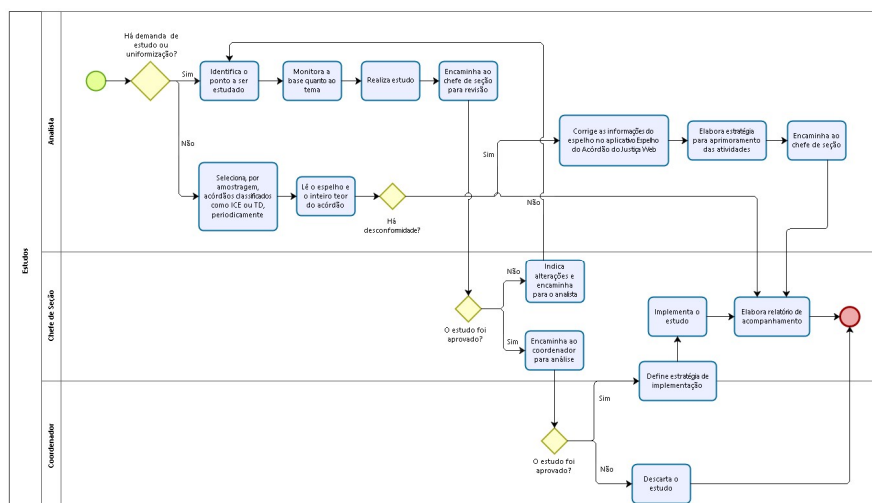 Estudos
Analista
Há demanda de
estudo ou
uniformização?
Sim
Identifica o
ponto a ser
estudado
Monitora a
base quanto ao
tema
Realiza estudo
Encaminha ao
chefe de seção
para revisão
Não
Seleciona, por
amostragem,
acórdãos classificados
como ICE ou TD,
periodicamente
Lê o espelho e
o inteiro teor
do acórdão
Há
desconformidade?
Sim
Corrige as informações do
espelho no aplicativo Espelho
do Acórdão do Justiça Web
Elabora estratégia
para aprimoramento
das atividades
Encaminha ao
chefe de seção
Não
Chefe de Seção
O estudo foi
aprovado?
Não
Indica
alterações e
encaminha
para o analista
Sim
Encaminha ao
coordenador
para análise
Implementa o
estudo
Elabora relatório de
acompanhamento
Coordenador
O estudo foi
aprovado?
Sim
Define estratégia de
implementação
Não
Descarta o
estudo